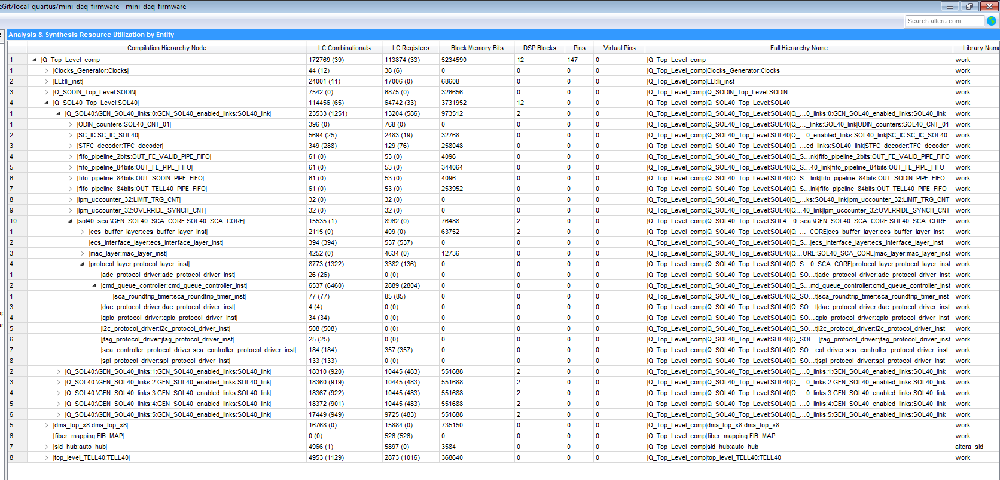 eGit/local_quartus/mini_daq_firmware - mini_daq_firmware
Search altera.com
Analysis & Synthesis Resource Utilization by Entity
Compilation Hierarchy Node LC Combinationals LC Registers Block Memory Bits DSP Blocks Pins Virtual Pins Full Hierarchy Name Library Name
1 |Q_Top_Level_comp 172769 (39) 113874 (33) 5234590 12 147 0 |Q_Top_Level_comp work
1 |Clocks_Generator:Clocks| 44 (12) 38 (6) 0 0 0 0 |Q_Top_Level_comp|Clocks_Generator:Clocks work
2 |LLI:lli_inst| 24001 (11) 17006 (0) 68608 0 0 0 |Q_Top_Level_comp|LLI:lli_inst work
3 |Q_SODIN_Top_Level:SODIN| 7542 (0) 6875 (0) 326656 0 0 0 |Q_Top_Level_comp|Q_SODIN_Top_Level:SODIN work
4 |Q_SOL40_Top_Level:SOL40| 114456 (65) 64742 (33) 3731952 12 0 0 |Q_Top_Level_comp|Q_SOL40_Top_Level:SOL40 work
1 |Q_SOL40:\GEN_SOL40_links:0:GEN_SOL40_enabled_links:SOL40_link| 23533 (1251) 13204 (586) 973512 2 0 0 |Q_Top_Level_comp|Q_SOL40_Top_Level:SOL40|Q_...0_links:0:GEN_SOL40_enabled_links:SOL40_link work
1 |ODIN_counters:SOL40_CNT_01| 396 (0) 768 (0) 0 0 0 0 |Q_Top_Level_comp|Q_SOL40_Top_Level:SOL40|Q_..._links:SOL40_link|ODIN_counters:SOL40_CNT_01 work
2 |SC_IC:SC_IC_SOL40| 5694 (25) 2483 (19) 32768 0 0 0 |Q_Top_Level_comp|Q_SOL40_Top_Level:SOL40|Q_...0_enabled_links:SOL40_link|SC_IC:SC_IC_SOL40 work
3 |STFC_decoder:TFC_decoder| 349 (288) 129 (76) 258048 0 0 0 |Q_Top_Level_comp|Q_SOL40_Top_Level:SOL40|Q_...ed_links:SOL40_link|STFC_decoder:TFC_decoder work
4 |fifo_pipeline_2bits:OUT_FE_VALID_PIPE_FIFO| 61 (0) 53 (0) 4096 0 0 0 |Q_Top_Level_comp|Q_SOL40_Top_Level:SOL40|Q_S...nk|fifo_pipeline_2bits:OUT_FE_VALID_PIPE_FIFO work
5 |fifo_pipeline_84bits:OUT_FE_PIPE_FIFO| 61 (0) 53 (0) 344064 0 0 0 |Q_Top_Level_comp|Q_SOL40_Top_Level:SOL40|Q_S...40_link|fifo_pipeline_84bits:OUT_FE_PIPE_FIFO work
6 |fifo_pipeline_84bits:OUT_SODIN_PIPE_FIFO| 61 (0) 53 (0) 4096 0 0 0 |Q_Top_Level_comp|Q_SOL40_Top_Level:SOL40|Q_S...link|fifo_pipeline_84bits:OUT_SODIN_PIPE_FIFO work
7 |fifo_pipeline_84bits:OUT_TELL40_PIPE_FIFO| 61 (0) 53 (0) 253952 0 0 0 |Q_Top_Level_comp|Q_SOL40_Top_Level:SOL40|Q_S...ink|fifo_pipeline_84bits:OUT_TELL40_PIPE_FIFO work
8 |lpm_uccounter_32:LIMIT_TRG_CNT| 32 (0) 32 (0) 0 0 0 0 |Q_Top_Level_comp|Q_SOL40_Top_Level:SOL40|Q_...ks:SOL40_link|lpm_uccounter_32:LIMIT_TRG_CNT work
9 |lpm_uccounter_32:OVERRIDE_SYNCH_CNT| 32 (0) 32 (0) 0 0 0 0 |Q_Top_Level_comp|Q_SOL40_Top_Level:SOL40|Q...40_link|lpm_uccounter_32:OVERRIDE_SYNCH_CNT work
10 |sol40_sca:\GEN_SOL40_SCA_CORE:SOL40_SCA_CORE| 15535 (1) 8962 (0) 76488 2 0 0 |Q_Top_Level_comp|Q_SOL40_Top_Level:SOL4...0_sca:\GEN_SOL40_SCA_CORE:SOL40_SCA_CORE work
1 |ecs_buffer_layer:ecs_buffer_layer_inst| 2115 (0) 409 (0) 63752 2 0 0 |Q_Top_Level_comp|Q_SOL40_Top_Level:SOL40|Q_..._CORE|ecs_buffer_layer:ecs_buffer_layer_inst work
2 |ecs_interface_layer:ecs_interface_layer_inst| 394 (394) 537 (537) 0 0 0 0 |Q_Top_Level_comp|Q_SOL40_Top_Level:SOL40|Q_S...|ecs_interface_layer:ecs_interface_layer_inst work
3 |mac_layer:mac_layer_inst| 4252 (0) 4634 (0) 12736 0 0 0 |Q_Top_Level_comp|Q_SOL40_Top_Level:SOL40|Q...ORE:SOL40_SCA_CORE|mac_layer:mac_layer_inst work
4 |protocol_layer:protocol_layer_inst| 8773 (1322) 3382 (136) 0 0 0 0 |Q_Top_Level_comp|Q_SOL40_Top_Level:SOL40|Q_S...0_SCA_CORE|protocol_layer:protocol_layer_inst work
1 |adc_protocol_driver:adc_protocol_driver_inst| 26 (26) 0 (0) 0 0 0 0 |Q_Top_Level_comp|Q_SOL40_Top_Level:SOL40|Q_SO...t|adc_protocol_driver:adc_protocol_driver_inst work
2 |cmd_queue_controller:cmd_queue_controller_inst| 6537 (6460) 2889 (2804) 0 0 0 0 |Q_Top_Level_comp|Q_SOL40_Top_Level:SOL40|Q_S...md_queue_controller:cmd_queue_controller_inst work
1 |sca_roundtrip_timer:sca_roundtrip_timer_inst| 77 (77) 85 (85) 0 0 0 0 |Q_Top_Level_comp|Q_SOL40_Top_Level:SOL40|Q_SO...t|sca_roundtrip_timer:sca_roundtrip_timer_inst work
3 |dac_protocol_driver:dac_protocol_driver_inst| 4 (4) 0 (0) 0 0 0 0 |Q_Top_Level_comp|Q_SOL40_Top_Level:SOL40|Q_SO...t|dac_protocol_driver:dac_protocol_driver_inst work
4 |gpio_protocol_driver:gpio_protocol_driver_inst| 34 (34) 0 (0) 0 0 0 0 |Q_Top_Level_comp|Q_SOL40_Top_Level:SOL40|Q_SO...gpio_protocol_driver:gpio_protocol_driver_inst work
5 |i2c_protocol_driver:i2c_protocol_driver_inst| 508 (508) 0 (0) 0 0 0 0 |Q_Top_Level_comp|Q_SOL40_Top_Level:SOL40|Q_SO...t|i2c_protocol_driver:i2c_protocol_driver_inst work
6 |jtag_protocol_driver:jtag_protocol_driver_inst| 25 (25) 0 (0) 0 0 0 0 |Q_Top_Level_comp|Q_SOL40_Top_Level:SOL40|Q_SOL...|jtag_protocol_driver:jtag_protocol_driver_inst work
7 |sca_controller_protocol_driver:sca_controller_protocol_driver_inst| 184 (184) 357 (357) 0 0 0 0 |Q_Top_Level_comp|Q_SOL40_Top_Level:SOL40|Q_SO...col_driver:sca_controller_protocol_driver_inst work
8 |spi_protocol_driver:spi_protocol_driver_inst| 133 (133) 0 (0) 0 0 0 0 |Q_Top_Level_comp|Q_SOL40_Top_Level:SOL40|Q_SO...t|spi_protocol_driver:spi_protocol_driver_inst work
2 |Q_SOL40:\GEN_SOL40_links:1:GEN_SOL40_enabled_links:SOL40_link| 18310 (920) 10445 (483) 551688 2 0 0 |Q_Top_Level_comp|Q_SOL40_Top_Level:SOL40|Q_...0_links:1:GEN_SOL40_enabled_links:SOL40_link work
3 |Q_SOL40:\GEN_SOL40_links:2:GEN_SOL40_enabled_links:SOL40_link| 18360 (919) 10445 (483) 551688 2 0 0 |Q_Top_Level_comp|Q_SOL40_Top_Level:SOL40|Q_...0_links:2:GEN_SOL40_enabled_links:SOL40_link work
4 |Q_SOL40:\GEN_SOL40_links:3:GEN_SOL40_enabled_links:SOL40_link| 18367 (922) 10445 (483) 551688 2 0 0 |Q_Top_Level_comp|Q_SOL40_Top_Level:SOL40|Q_...0_links:3:GEN_SOL40_enabled_links:SOL40_link work
5 |Q_SOL40:\GEN_SOL40_links:4:GEN_SOL40_enabled_links:SOL40_link| 18372 (901) 10445 (483) 551688 2 0 0 |Q_Top_Level_comp|Q_SOL40_Top_Level:SOL40|Q_...0_links:4:GEN_SOL40_enabled_links:SOL40_link work
6 |Q_SOL40:\GEN_SOL40_links:5:GEN_SOL40_enabled_links:SOL40_link| 17449 (949) 9725 (483) 551688 2 0 0 |Q_Top_Level_comp|Q_SOL40_Top_Level:SOL40|Q_...0_links:5:GEN_SOL40_enabled_links:SOL40_link work
5 |dma_top_x8:dma_top_x8| 16768 (0) 15884 (0) 735150 0 0 0 |Q_Top_Level_comp|dma_top_x8:dma_top_x8 work
6 |fiber_mapping:FIB_MAP| 0 (0) 526 (526) 0 0 0 0 |Q_Top_Level_comp|fiber_mapping:FIB_MAP work
7 |sld_hub:auto_hub| 4966 (1) 5897 (0) 3584 0 0 0 |Q_Top_Level_comp|sld_hub:auto_hub altera_sld
8 |top_level_TELL40:TELL40| 4953 (1129) 2873 (1016) 368640 0 0 0 |Q_Top_Level_comp|top_level_TELL40:TELL40 work